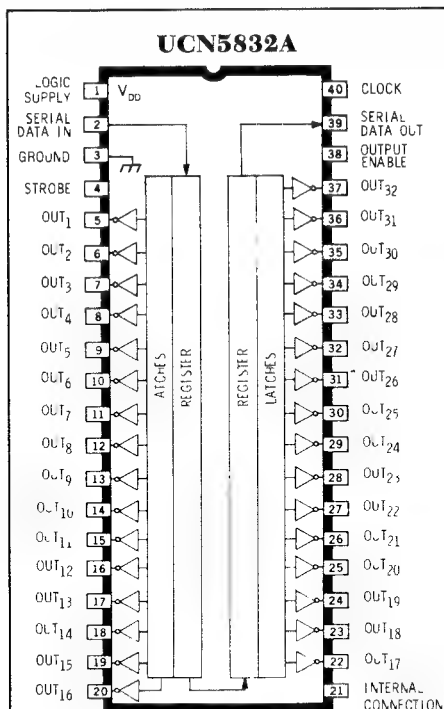 UCN5832A
LOGIC
SUPPLY
1
V_DD
40
CLOCK
SERIAL
DATA IN
2
39
SERIAL
DATA OUT
GROUND
3
38
OUTPUT
ENABLE
STROBE
4
37
OUT32
OUT1
5
36
OUT31
OUT2
6
35
OUT30
OUT3
7
34
OUT29
OUT4
8
33
OUT28
OUT5
9
32
OUT27
OUT6
10
31
OUT26
OUT7
11
30
OUT25
OUT8
12
29
OUT24
OUT9
13
28
OUT23
OUT10
14
27
OUT22
OUT11
15
26
OUT21
OUT12
16
25
OUT20
OUT13
17
24
OUT19
OUT14
18
23
OUT18
OUT15
19
22
OUT17
OUT16
20
21
INTERNAL
CONNECTION
ATCHES
REGISTER
REGISTER
LATCHES